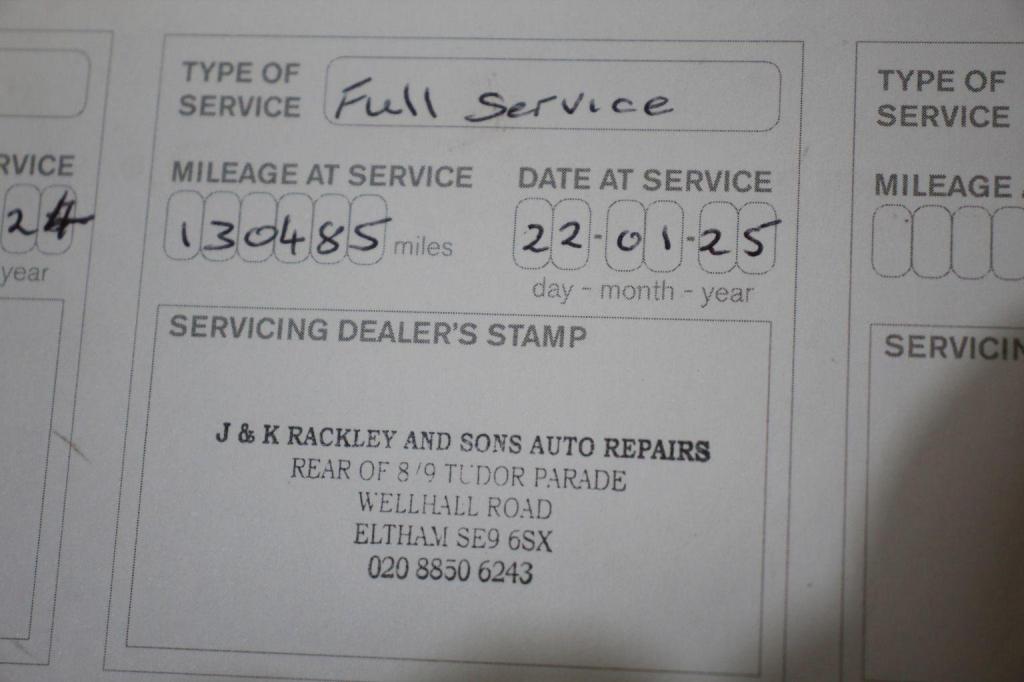 RVICE
24
year
TYPE OF
SERVICE
Full Service
MILEAGE AT SERVICE
130485 miles
DATE AT SERVICE
22-01-25
day - month - year
SERVICING DEALER'S STAMP
J & K RACKLEY AND SONS AUTO REPAIRS
REAR OF 8/9 TUDOR PARADE
WELLHALL ROAD
ELTHAM SE9 6SX
020 8850 6243
TYPE OF
SERVICE
MILEAGE
SERVICIN